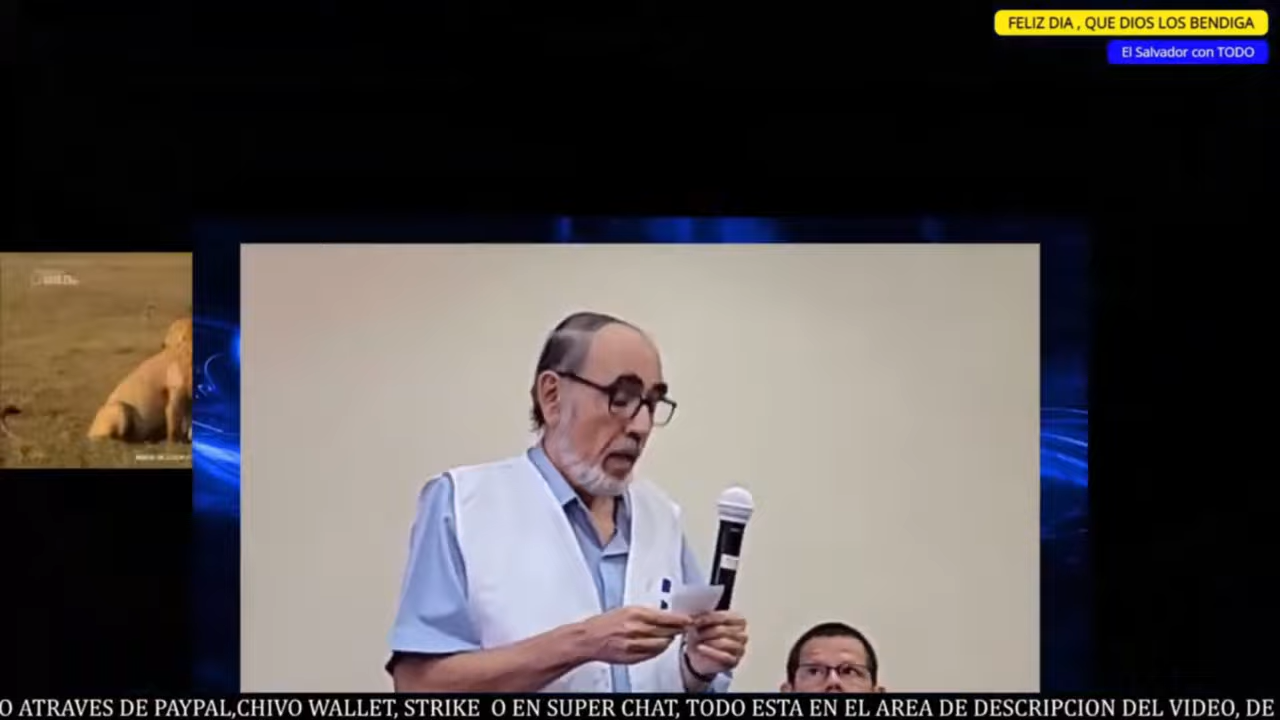 FELIZ DIA , QUE DIOS LOS BENDIGA
El Salvador con TODO
O ATRAVES DE PAYPAL,CHIVO WALLET, STRIKE O EN SUPER CHAT, TODO ESTA EN EL AREA DE DESCRIPCION DEL VIDEO, DE